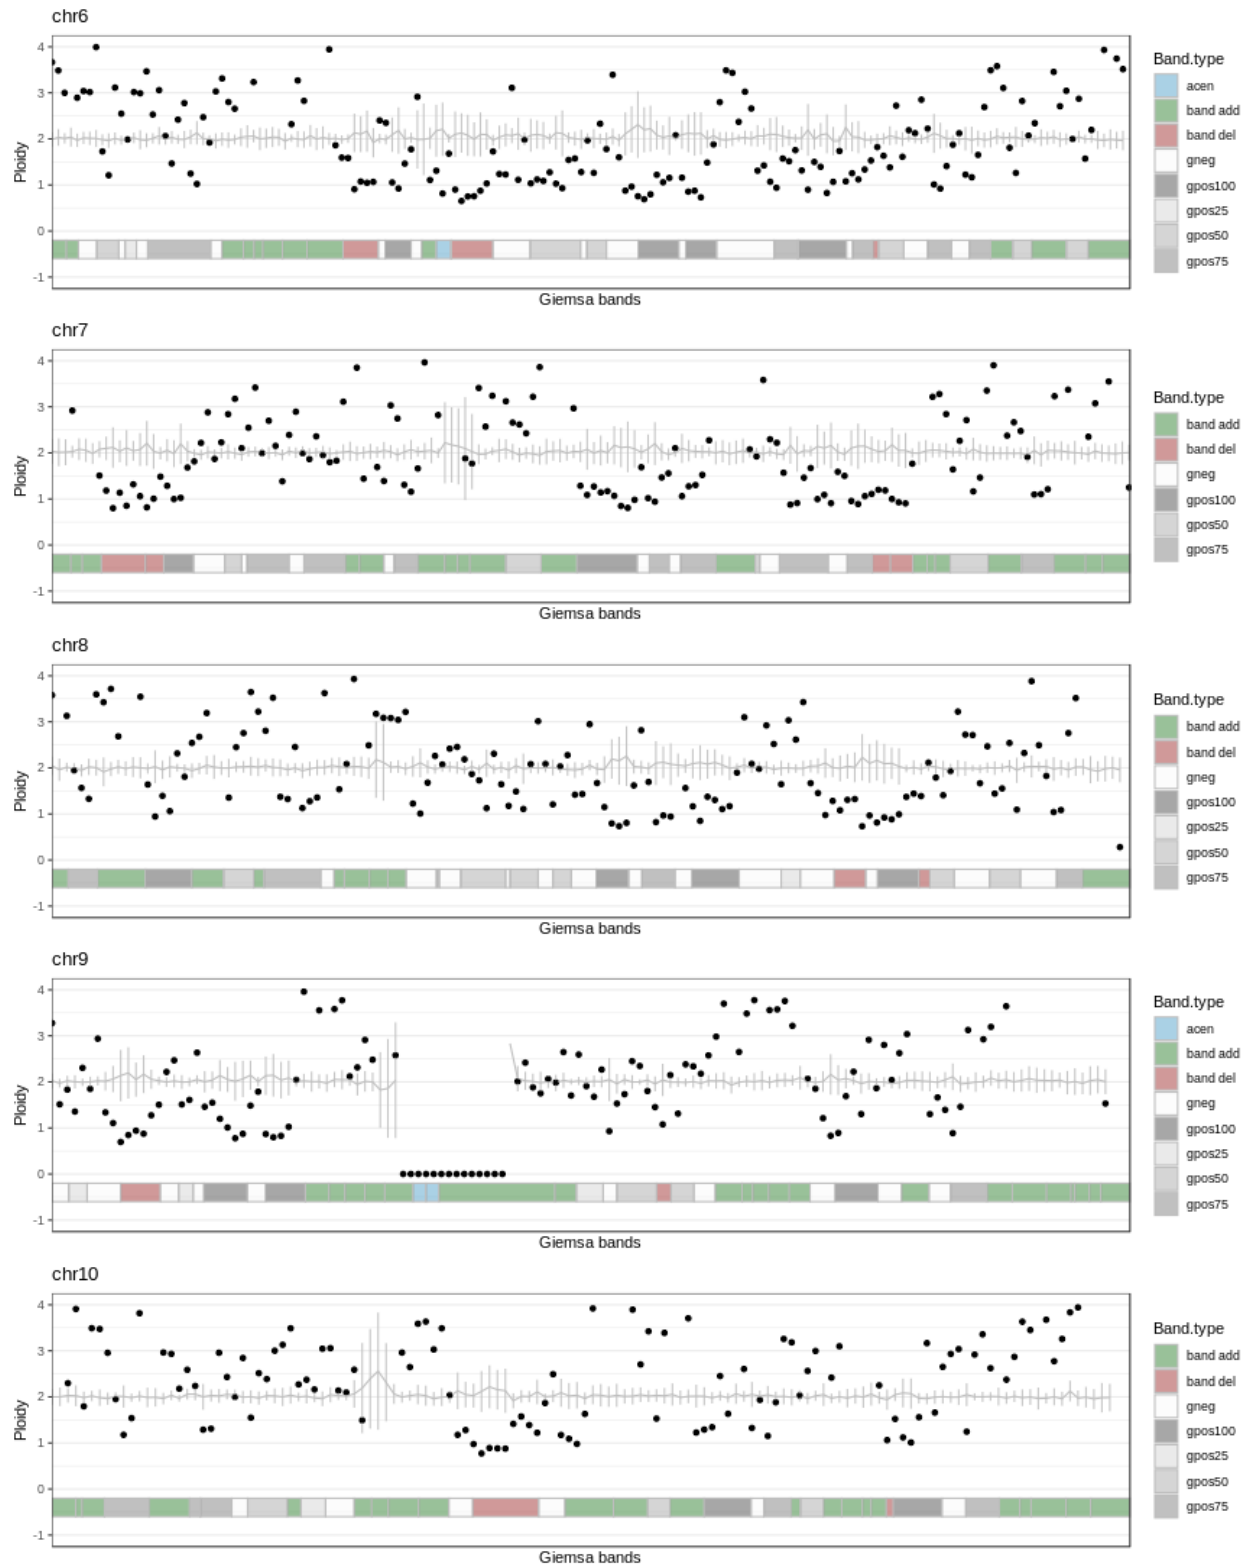 chr6
4
3
2
1
0
-1
Ploidy
Giemsa bands
Band.type
acen
band add
band del
gneg
gpos100
gpos25
gpos50
gpos75
chr7
4
3
2
1
0
-1
Ploidy
Giemsa bands
Band.type
band add
band del
gneg
gpos100
gpos50
gpos75
chr8
4
3
2
1
0
-1
Ploidy
Giemsa bands
Band.type
band add
band del
gneg
gpos100
gpos25
gpos50
gpos75
chr9
4
3
2
1
0
-1
Ploidy
Giemsa bands
Band.type
acen
band add
band del
gneg
gpos100
gpos25
gpos50
gpos75
chr10
4
3
2
1
0
-1
Ploidy
Giemsa bands
Band.type
band add
band del
gneg
gpos100
gpos25
gpos50
gpos75